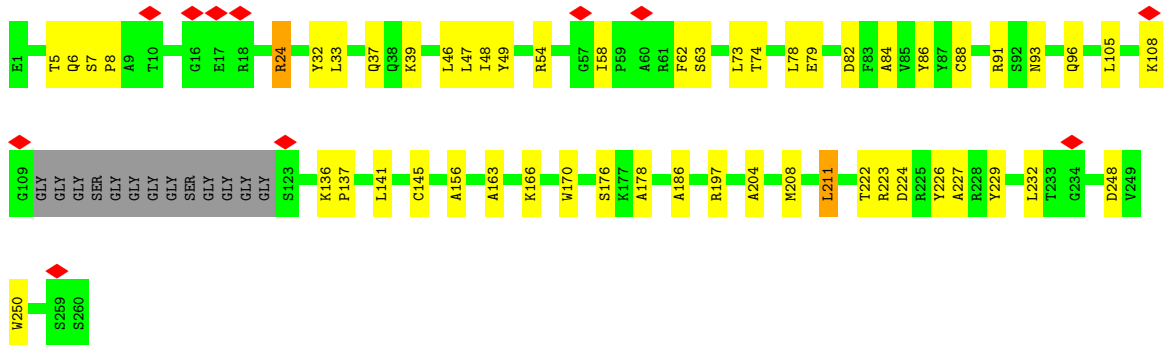 E1 T5 Q6 S7 P8 A9 T10 G16 E17 R18 R24 Y32 L33 Q37 Q38 K39 L46 L47 I48 Y49 R54 G57 I58 P59 A60 R61 F62 S63 L73 T74 L78 E79 D82 F83 A84 V85 Y86 Y87 C88 R91 S92 N93 Q96 L105 K108
G109 GLY GLY GLY SER GLY GLY GLY GLY SER GLY GLY GLY GLY S123 K136 P137 L141 C145 A156 A163 K166 W170 S176 K177 A178 A186 R197 A204 M208 L211 T222 R223 D224 R225 Y226 A227 R228 Y229 L232 T233 G234 D248 V249
W250 S259 S260